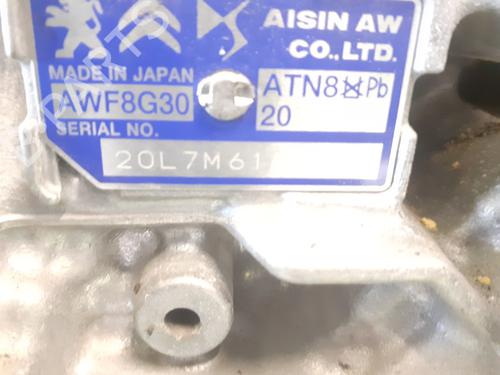 AISIN AW
CO., LTD.
MADE IN JAPAN
AWF8G30
ATN8 Pb
20
SERIAL NO.
20L7M61